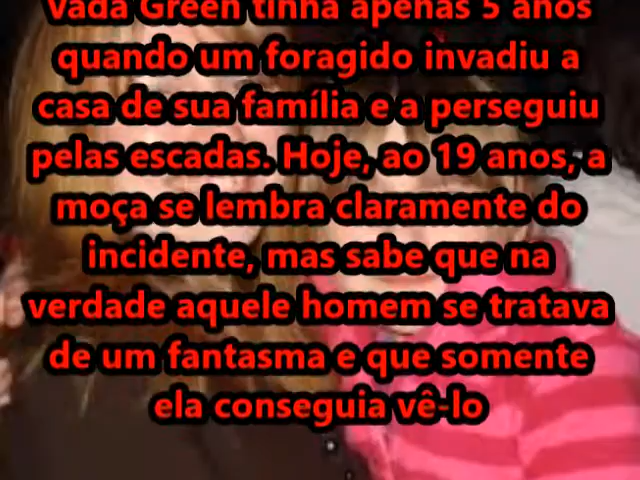 Vada Green tinha apenas 5 anos
quando um foragido invadiu a
casa de sua família e a perseguiu
pelas escadas. Hoje, ao 19 anos, a
moça se lembra claramente do
incidente, mas sabe que na
verdade aquele homem se tratava
de um fantasma e que somente
ela conseguia vê-lo